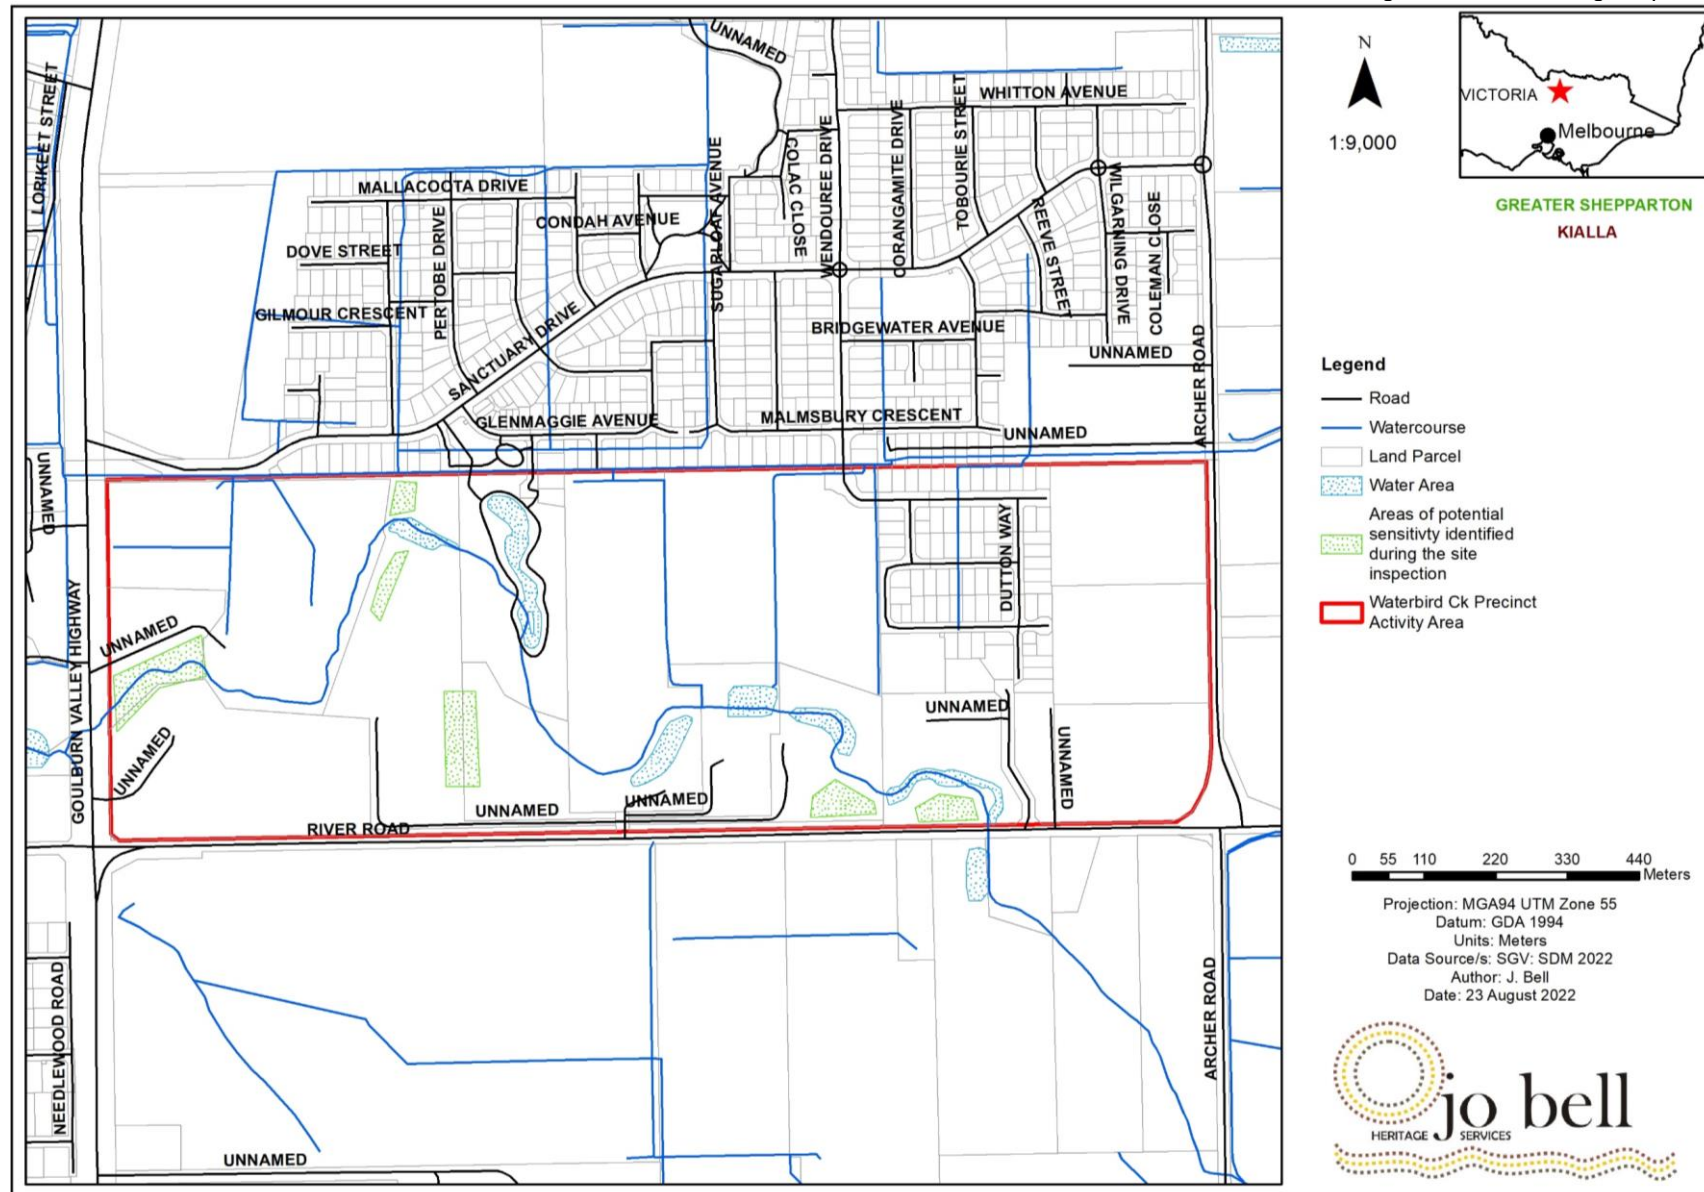 UNNAMED
LORIKEET STREET
WHITTON AVENUE
TOBOURIE STREET
CORANGAMITE DRIVE
WENDOUREE DRIVE
COLAC CLOSE
SUGARLOAF AVENUE
MALLACOOTA DRIVE
CONDAH AVENUE
PERTOBE DRIVE
DOVE STREET
GILMOUR CRESCENT
SANCTUARY DRIVE
REEVE STREET
WILGARNING DRIVE
COLEMAN CLOSE
BRIDGEWATER AVENUE
UNNAMED
ARCHER ROAD
GLENMAGGIE AVENUE
MALMSBURY CRESCENT
UNNAMED
UNNAMED
DUTTON WAY
GOULBURN VALLEY HIGHWAY
UNNAMED
UNNAMED
UNNAMED
UNNAMED
UNNAMED
UNNAMED
RIVER ROAD
NEEDLEWOOD ROAD
ARCHER ROAD
UNNAMED
N
1:9,000
VICTORIA
Melbourne
GREATER SHEPPARTON
KIALLA
Legend
Road
Watercourse
Land Parcel
Water Area
Areas of potential
sensitivty identified
during the site
inspection
Waterbird Ck Precinct
Activity Area
0 55 110 220 330 440
Meters
Projection: MGA94 UTM Zone 55
Datum: GDA 1994
Units: Meters
Data Source/s: SGV: SDM 2022
Author: J. Bell
Date: 23 August 2022
jo bell
HERITAGE SERVICES